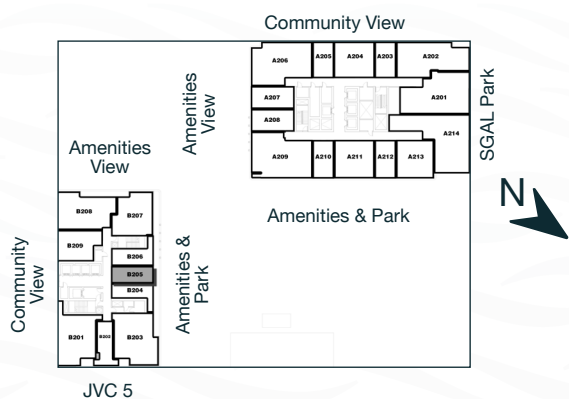 Community View
A206 A205 A204 A203 A202
A207
A201
A208
A214
A209 A210 A211 A212 A213
Amenities
View
SGAL Park
Amenities
View
N
Amenities & Park
B208 B207
B209
B206
B205
B204
B201 B202 B203
Community
View
Amenities &
Park
JVC 5